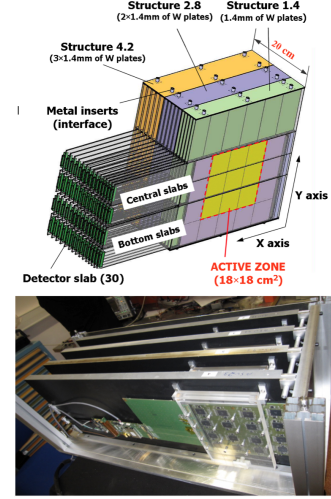 Structure 2.8
(2×1.4mm of W plates)
Structure 1.4
(1.4mm of W plates)
Structure 4.2
(3×1.4mm of W plates)
20 cm
Metal inserts
(interface)
Central slabs
Bottom slabs
Y axis
X axis
Detector slab (30)
ACTIVE ZONE
(18×18 cm²)